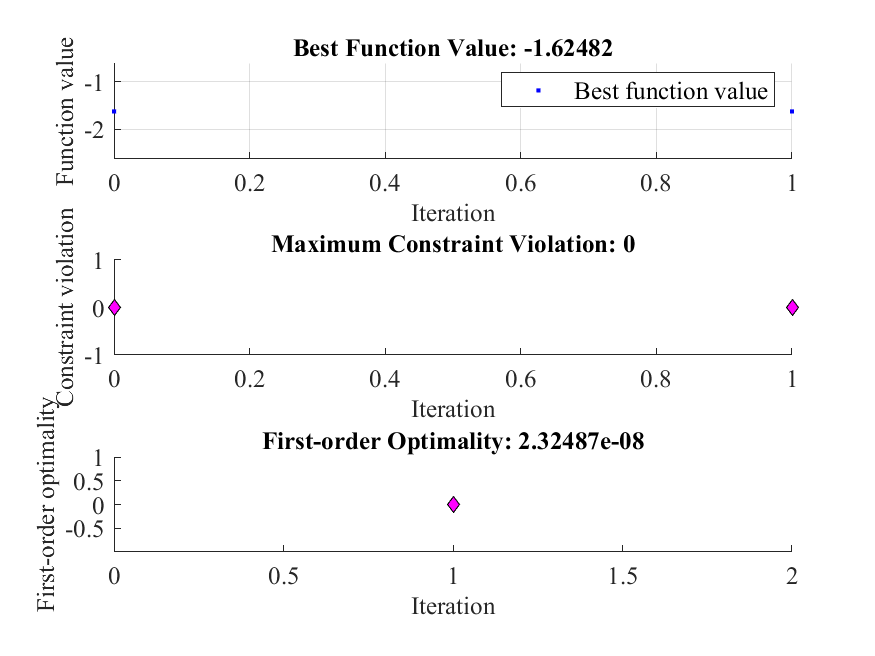 Best Function Value: -1.62482
Function value
-1
-2
Best function value
0 0.2 0.4 0.6 0.8 1
Iteration
Maximum Constraint Violation: 0
Constraint violation
1
0
-1
0 0.2 0.4 0.6 0.8 1
Iteration
First-order Optimality: 2.32487e-08
First-order optimality
1
0.5
0
-0.5
0 0.5 1 1.5 2
Iteration